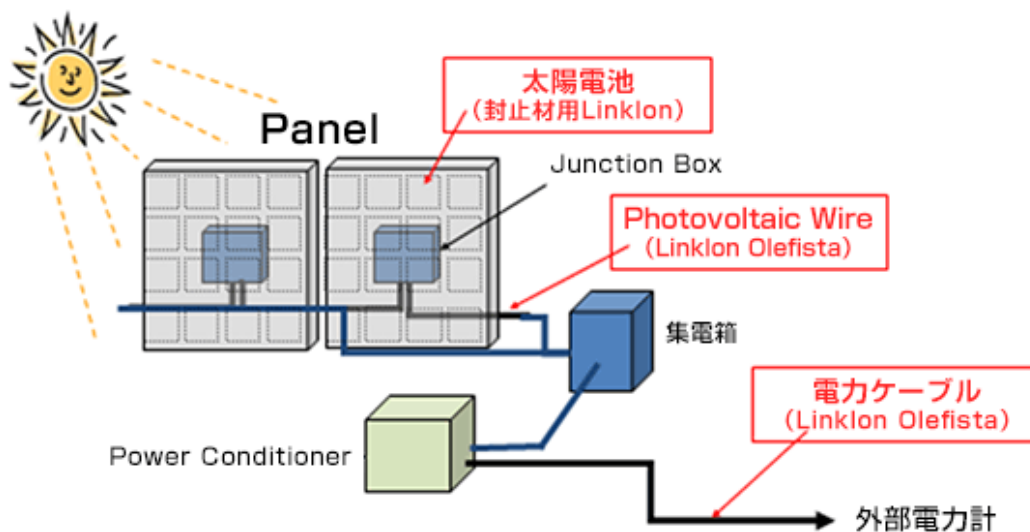 太陽電池
(封止材用Linklon)
Panel
Junction Box
Photovoltaic Wire
(Linklon Olefista)
集電箱
電力ケーブル
(Linklon Olefista)
Power Conditioner
外部電力計